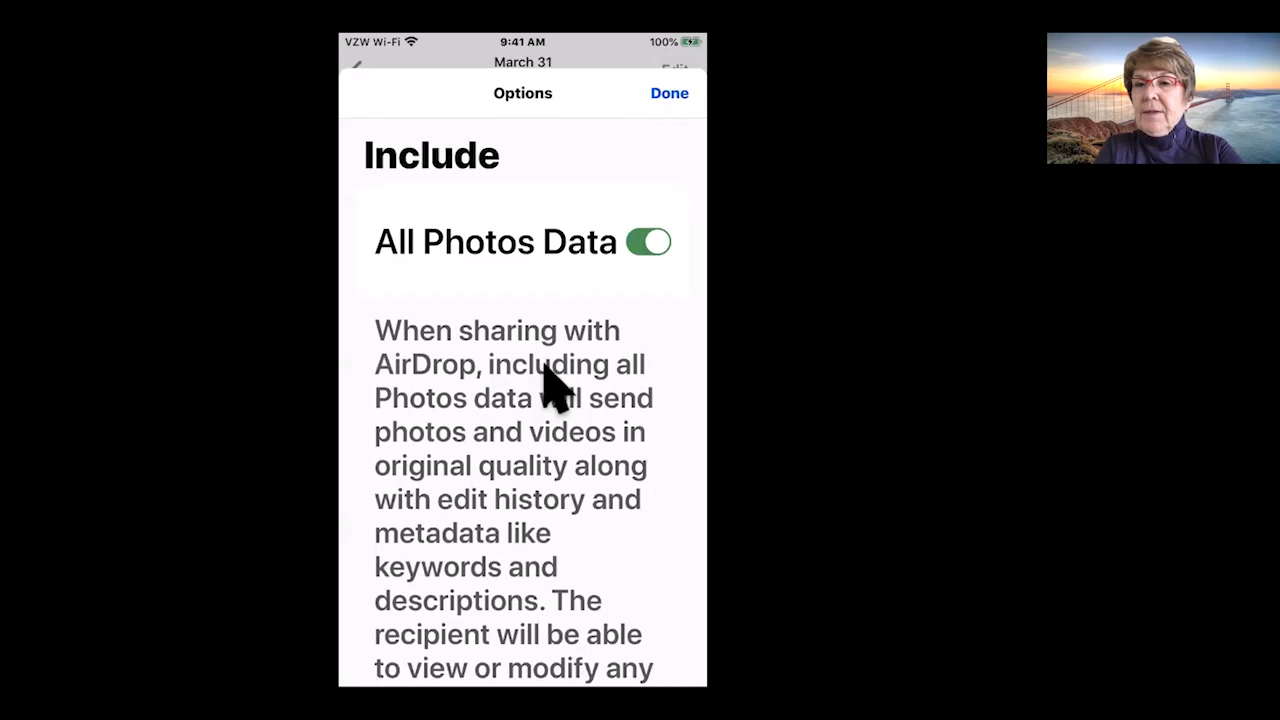 VZW Wi-Fi 9:41 AM 100%
March 31
Edit
Options Done
Include
All Photos Data
When sharing with
AirDrop, including all
Photos data will send
photos and videos in
original quality along
with edit history and
metadata like
keywords and
descriptions. The
recipient will be able
to view or modify any